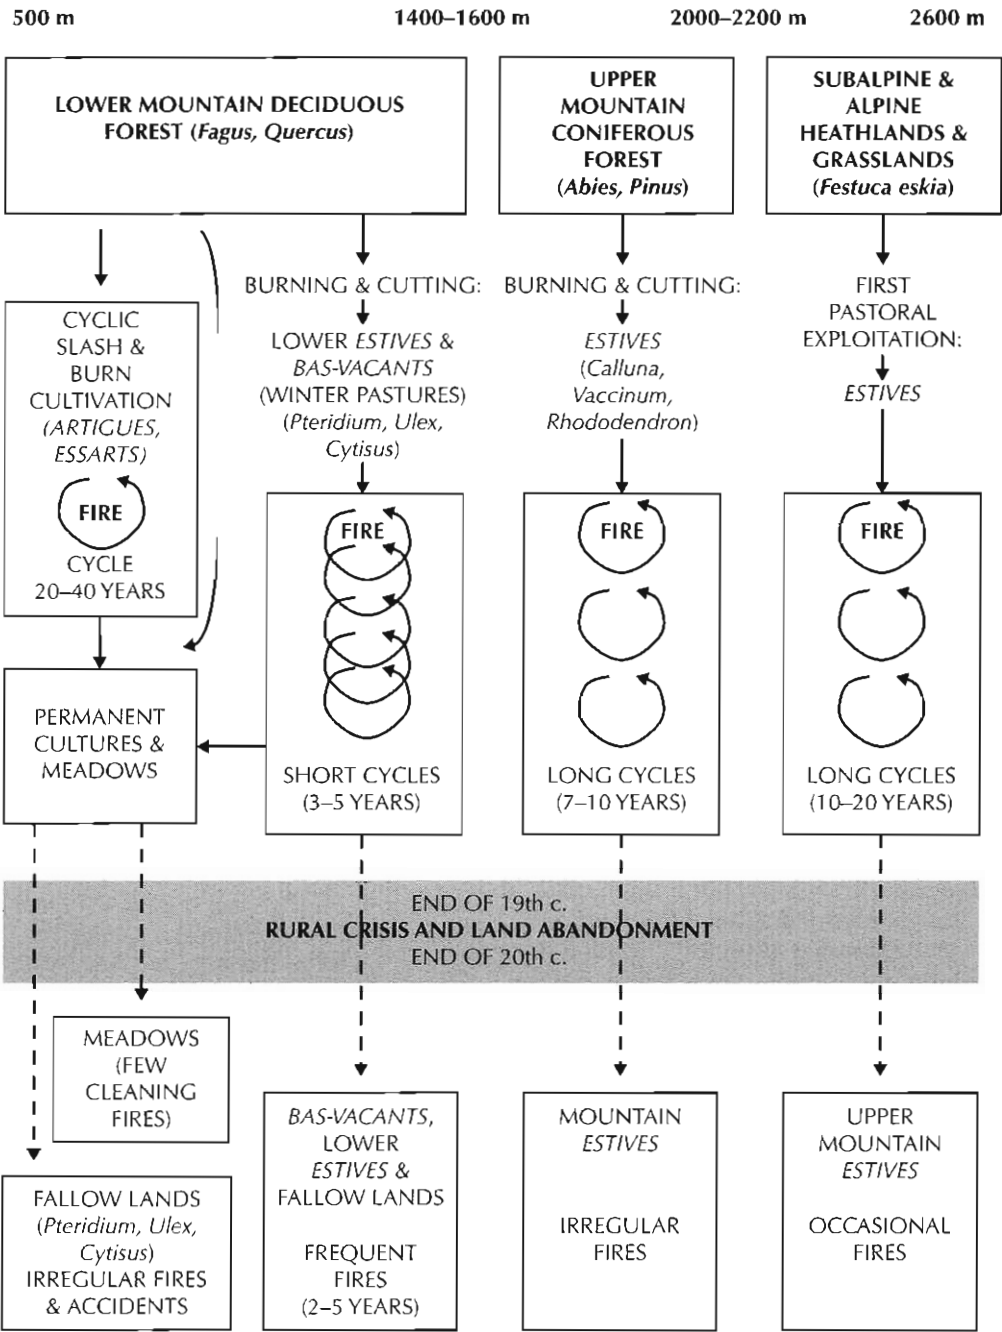 500 m
1400–1600 m
2000–2200 m
2600 m
LOWER MOUNTAIN DECIDUOUS
FOREST (Fagus, Quercus)
UPPER
MOUNTAIN
CONIFEROUS
FOREST
(Abies, Pinus)
SUBALPINE &
ALPINE
HEATHLANDS &
GRASSLANDS
(Festuca eskia)
CYCLIC
SLASH &
BURN
CULTIVATION
(ARTIGUES,
ESSARTS)
FIRE
CYCLE
20–40 YEARS
BURNING & CUTTING:
LOWER ESTIVES &
BAS-VACANTS
(WINTER PASTURES)
(Pteridium, Ulex,
Cytisus)
FIRE
SHORT CYCLES
(3–5 YEARS)
BURNING & CUTTING:
ESTIVES
(Calluna,
Vaccinum,
Rhododendron)
FIRE
LONG CYCLES
(7–10 YEARS)
FIRST
PASTORAL
EXPLOITATION:
ESTIVES
FIRE
LONG CYCLES
(10–20 YEARS)
PERMANENT
CULTURES &
MEADOWS
END OF 19th c.
RURAL CRISIS AND LAND ABANDONMENT
END OF 20th c.
MEADOWS
(FEW
CLEANING
FIRES)
FALLOW LANDS
(Pteridium, Ulex,
Cytisus)
IRREGULAR FIRES
& ACCIDENTS
BAS-VACANTS,
LOWER
ESTIVES &
FALLOW LANDS
FREQUENT
FIRES
(2–5 YEARS)
MOUNTAIN
ESTIVES
IRREGULAR
FIRES
UPPER
MOUNTAIN
ESTIVES
OCCASIONAL
FIRES